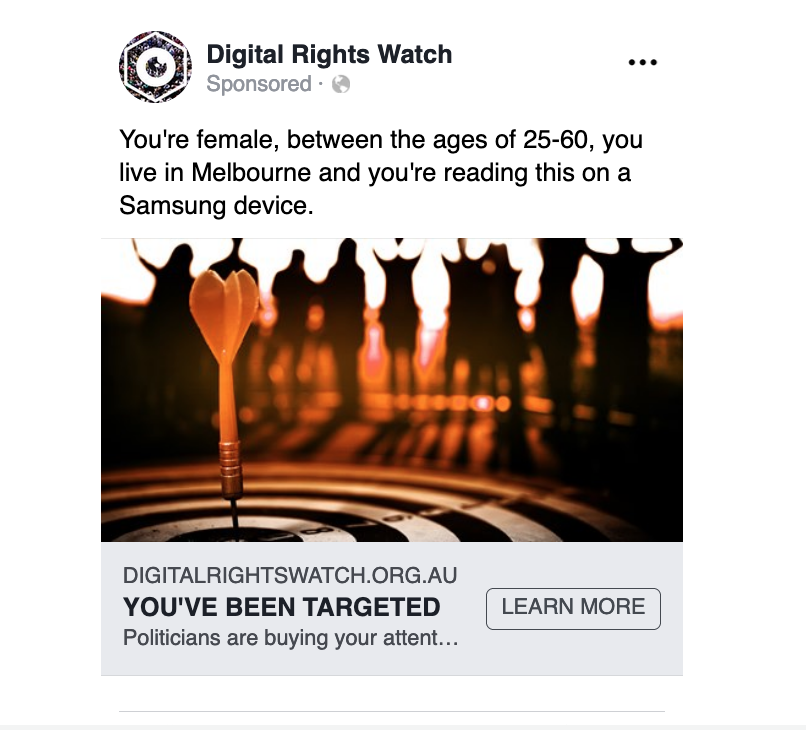 Digital Rights Watch
Sponsored ·
You're female, between the ages of 25-60, you
live in Melbourne and you're reading this on a
Samsung device.
DIGITALRIGHTSWATCH.ORG.AU
YOU'VE BEEN TARGETED
Politicians are buying your attent...
LEARN MORE